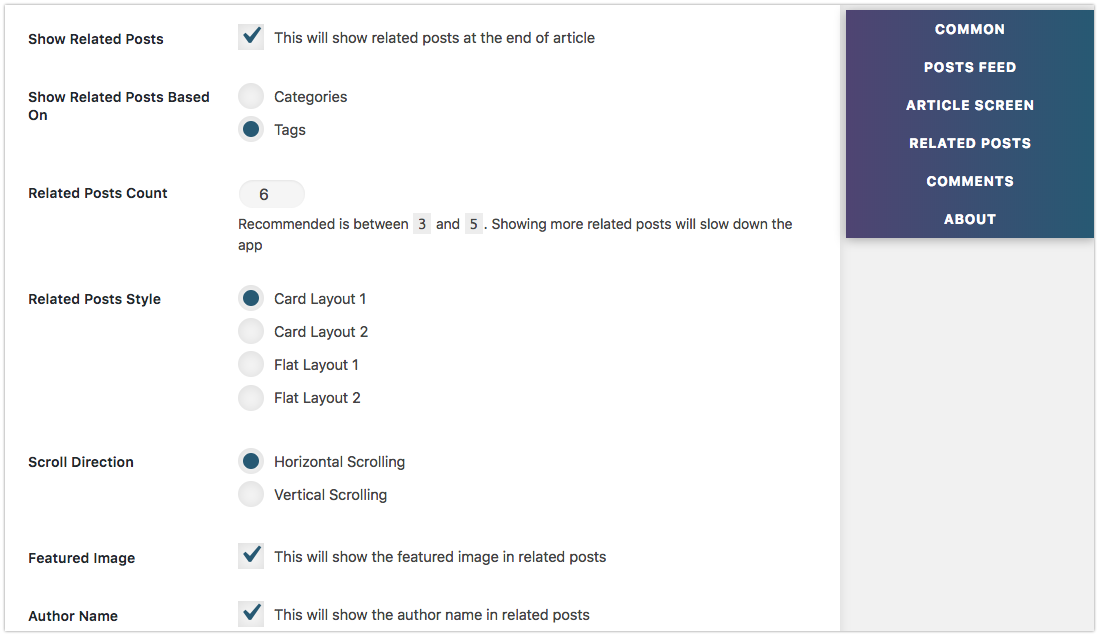 Show Related Posts
This will show related posts at the end of article
Show Related Posts Based
On
Categories
Tags
Related Posts Count
6
Recommended is between 3 and 5. Showing more related posts will slow down the
app
Related Posts Style
Card Layout 1
Card Layout 2
Flat Layout 1
Flat Layout 2
Scroll Direction
Horizontal Scrolling
Vertical Scrolling
Featured Image
This will show the featured image in related posts
Author Name
This will show the author name in related posts
COMMON
POSTS FEED
ARTICLE SCREEN
RELATED POSTS
COMMENTS
ABOUT